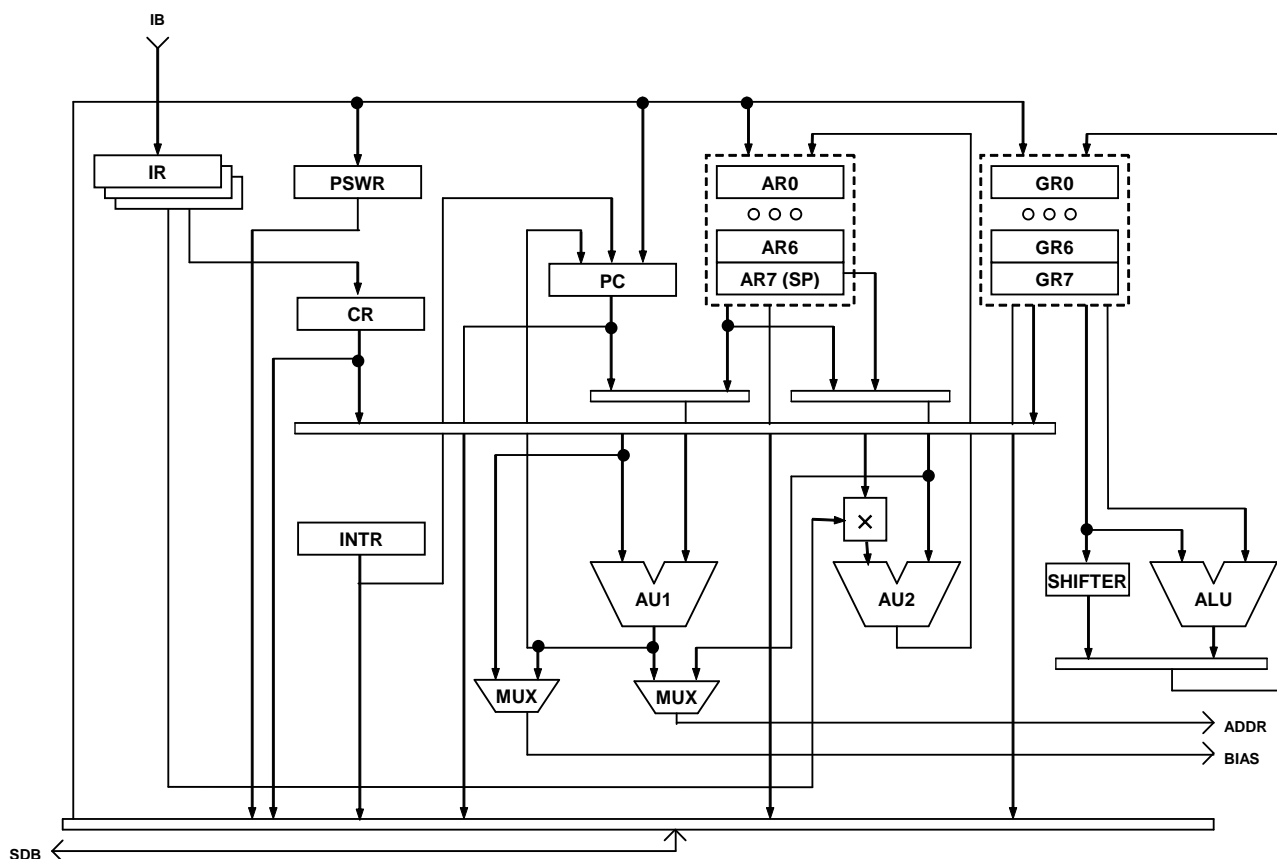 IB
IR
PSWR
AR0
GR0
AR6
GR6
PC
AR7 (SP)
GR7
CR
INTR
×
SHIFTER
AU1
AU2
ALU
MUX
MUX
ADDR
BIAS
SDB